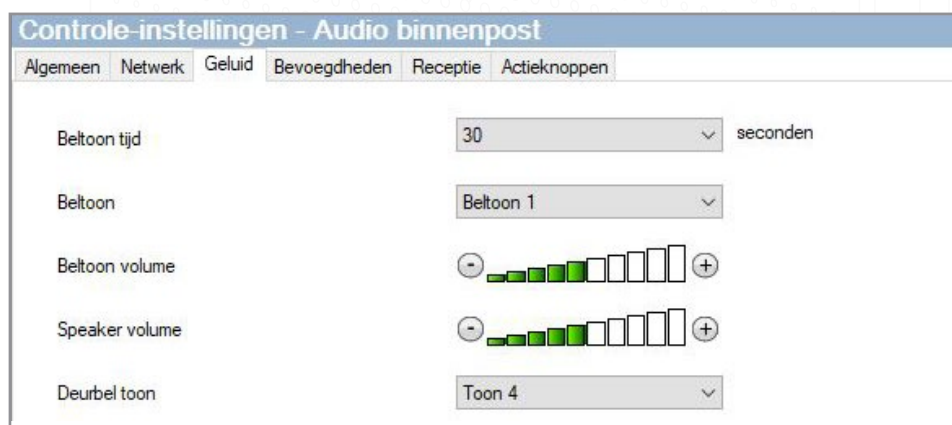 Controle-instellingen - Audio binnenpost
Algemeen Netwerk Geluid Bevoegdheden Receptie Actieknoppen
Beltoon tijd 30 seconden
Beltoon Beltoon 1
Beltoon volume - +
Speaker volume - +
Deurbel toon Toon 4